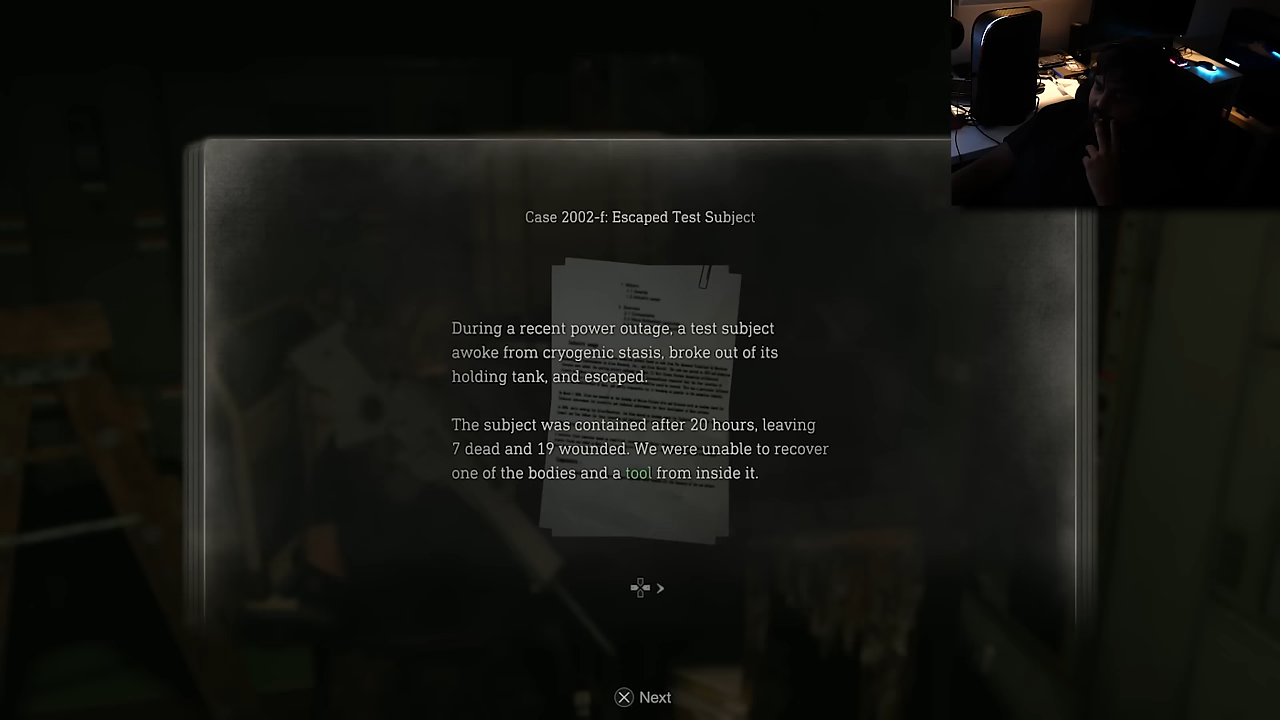 Case 2002-f: Escaped Test Subject
During a recent power outage, a test subject
awoke from cryogenic stasis, broke out of its
holding tank, and escaped.
The subject was contained after 20 hours, leaving
7 dead and 19 wounded. We were unable to recover
one of the bodies and a tool from inside it.
Next